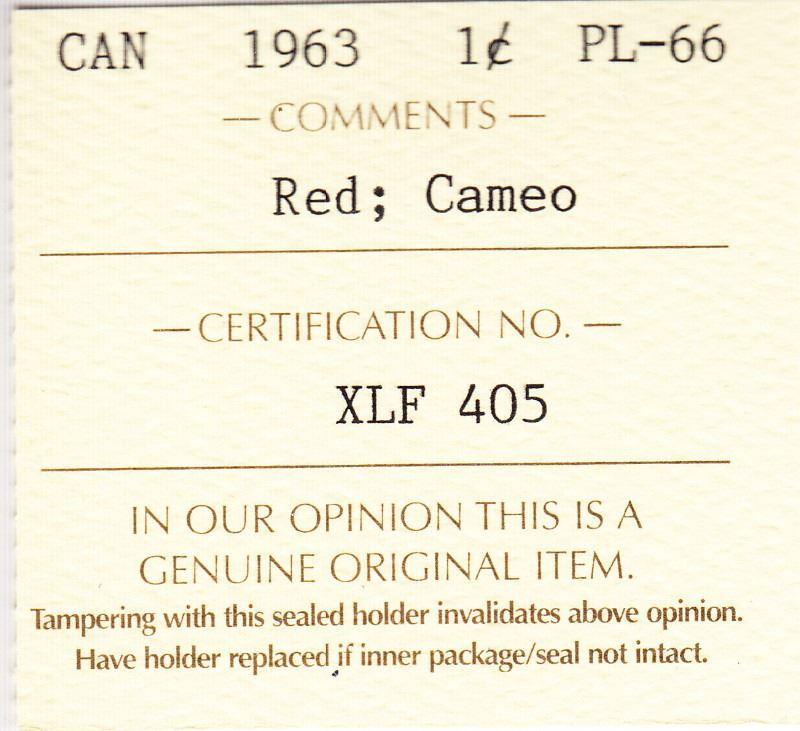 CAN 1963 1¢ PL-66
— COMMENTS —
Red; Cameo
— CERTIFICATION NO. —
XLF 405
IN OUR OPINION THIS IS A
GENUINE ORIGINAL ITEM.
Tampering with this sealed holder invalidates above opinion.
Have holder replaced if inner package/seal not intact.